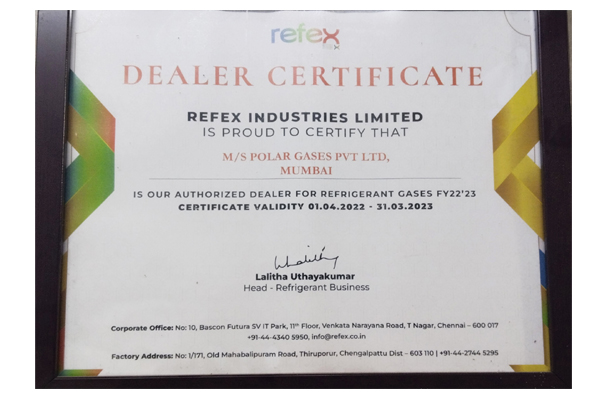 refex
DEALER CERTIFICATE
REFEX INDUSTRIES LIMITED
IS PROUD TO CERTIFY THAT
M/S POLAR GASES PVT LTD,
MUMBAI
IS OUR AUTHORIZED DEALER FOR REFRIGERANT GASES FY22'23
CERTIFICATE VALIDITY 01.04.2022 - 31.03.2023
Lalitha Uthayakumar
Head - Refrigerant Business
Corporate Office: No: 10, Bascon Futura SV IT Park, 11th Floor, Venkata Narayana Road, T Nagar, Chennai - 600 017
+91-44-4340 5950, info@refex.co.in
Factory Address: No: 1/171, Old Mahabalipuram Road, Thiruporur, Chengalpattu Dist - 603 110 | +91-44-2744 5295